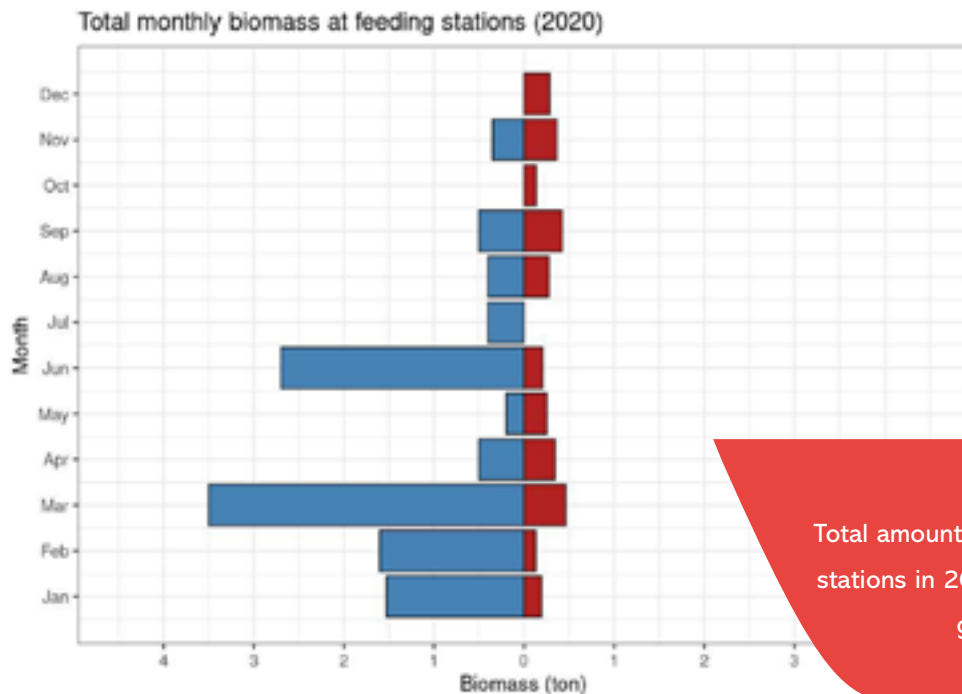 Total monthly biomass at feeding stations (2020)
Dec
Nov
Oct
Sep
Aug
Jul
Jun
May
Apr
Mar
Feb
Jan
Month
4 3 2 1 0 1 2 3
Biomass (ton)
Total amount
stations in 20
g